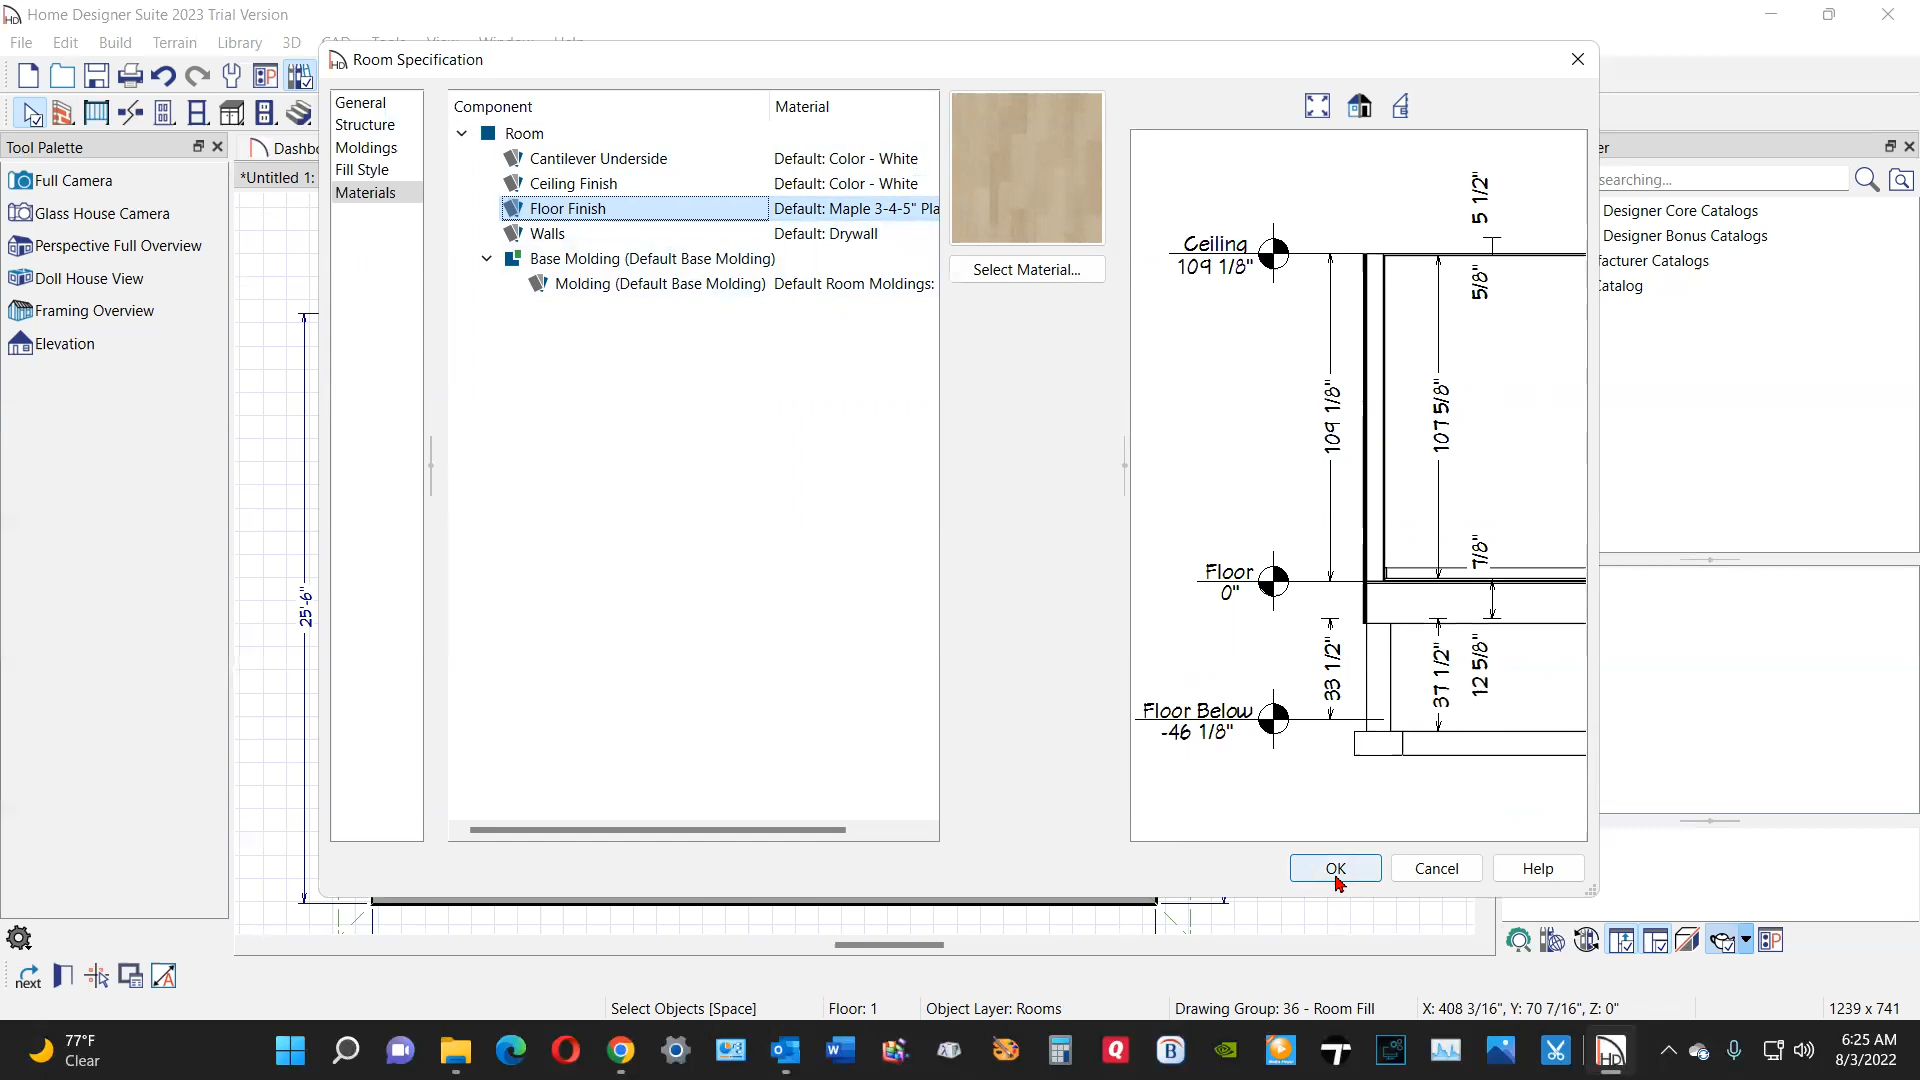 Home Designer Suite 2023 Trial Version
File Edit Build Terrain Library 3D
Room Specification
Tool Palette
Full Camera
Glass House Camera
Perspective Full Overview
Doll House View
Framing Overview
Elevation
Dashbo
*Untitled 1:
25'-6"
General
Structure
Moldings
Fill Style
Materials
Component Material
Room
Cantilever Underside Default: Color - White
Ceiling Finish Default: Color - White
Floor Finish Default: Maple 3-4-5" Pla
Walls Default: Drywall
Base Molding (Default Base Molding)
Molding (Default Base Molding) Default Room Moldings:
Select Material...
Ceiling
109 1/8"
5 1/2"
5/8"
109 1/8"
107 5/8"
7/8"
Floor
0"
33 1/2"
37 1/2"
12 5/8"
Floor Below
-46 1/8"
OK Cancel Help
er
searching...
Designer Core Catalogs
Designer Bonus Catalogs
facturer Catalogs
Catalog
next
Select Objects [Space] Floor: 1 Object Layer: Rooms Drawing Group: 36 - Room Fill X: 408 3/16", Y: 70 7/16", Z: 0" 1239 x 741
77°F
Clear
6:25 AM
8/3/2022